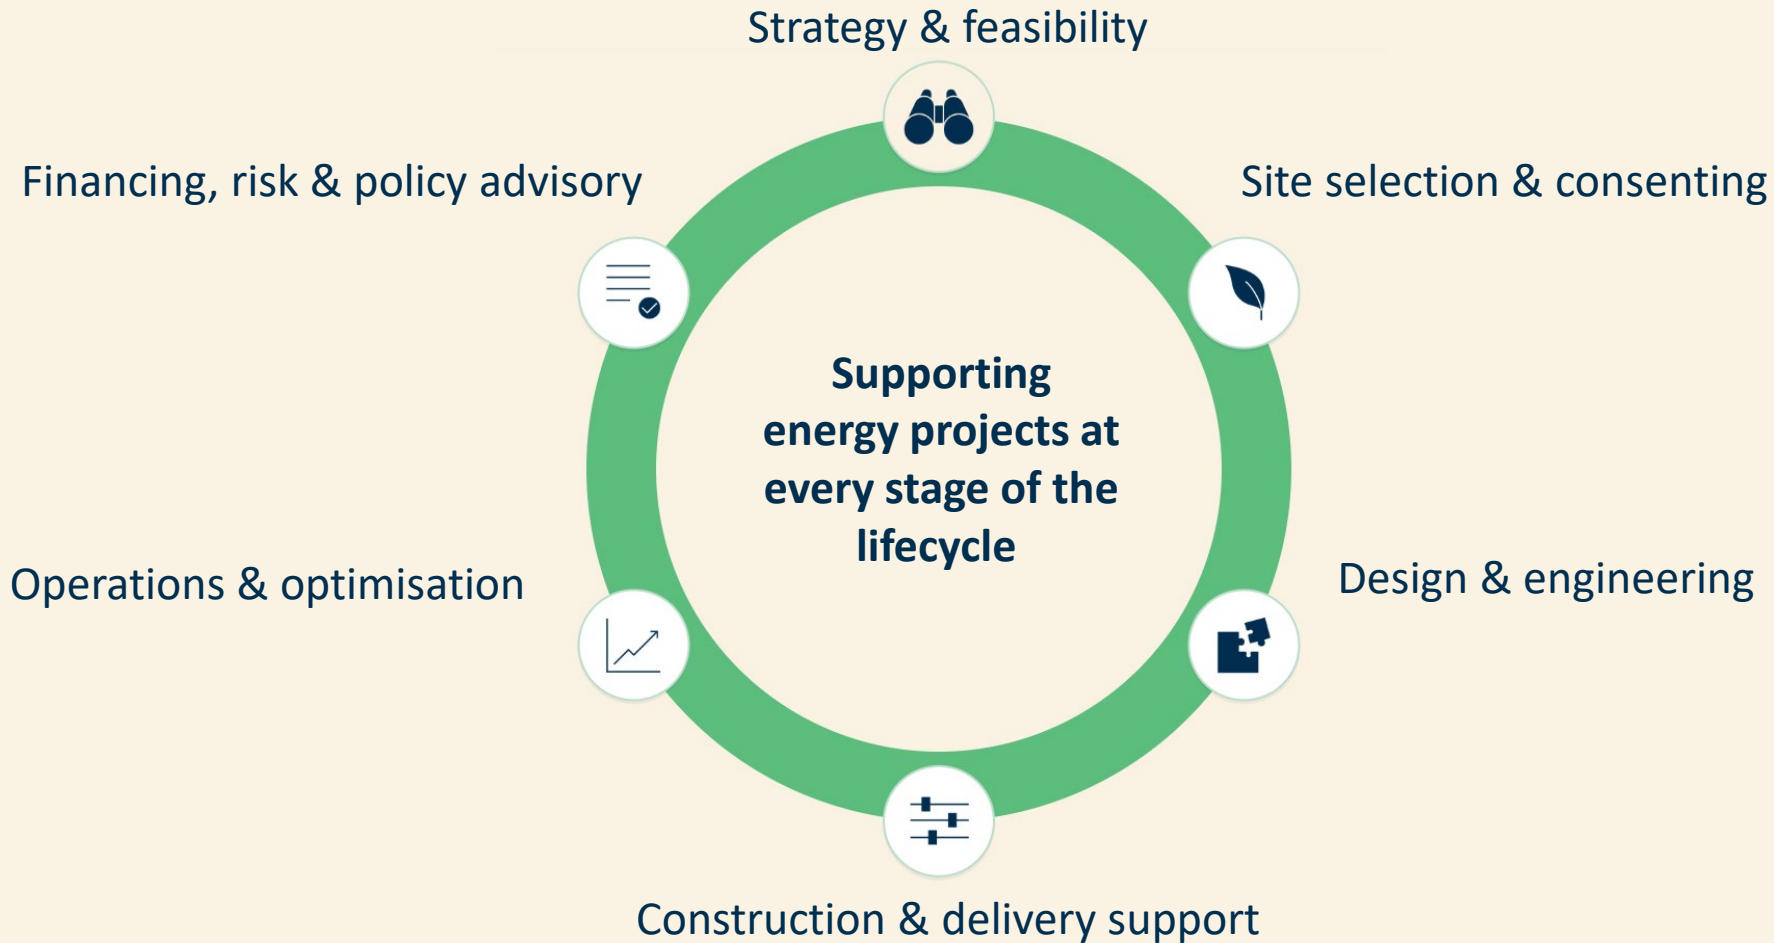 Strategy & feasibility
Financing, risk & policy advisory
Site selection & consenting
Supporting
energy projects at
every stage of the
lifecycle
Operations & optimisation
Design & engineering
Construction & delivery support